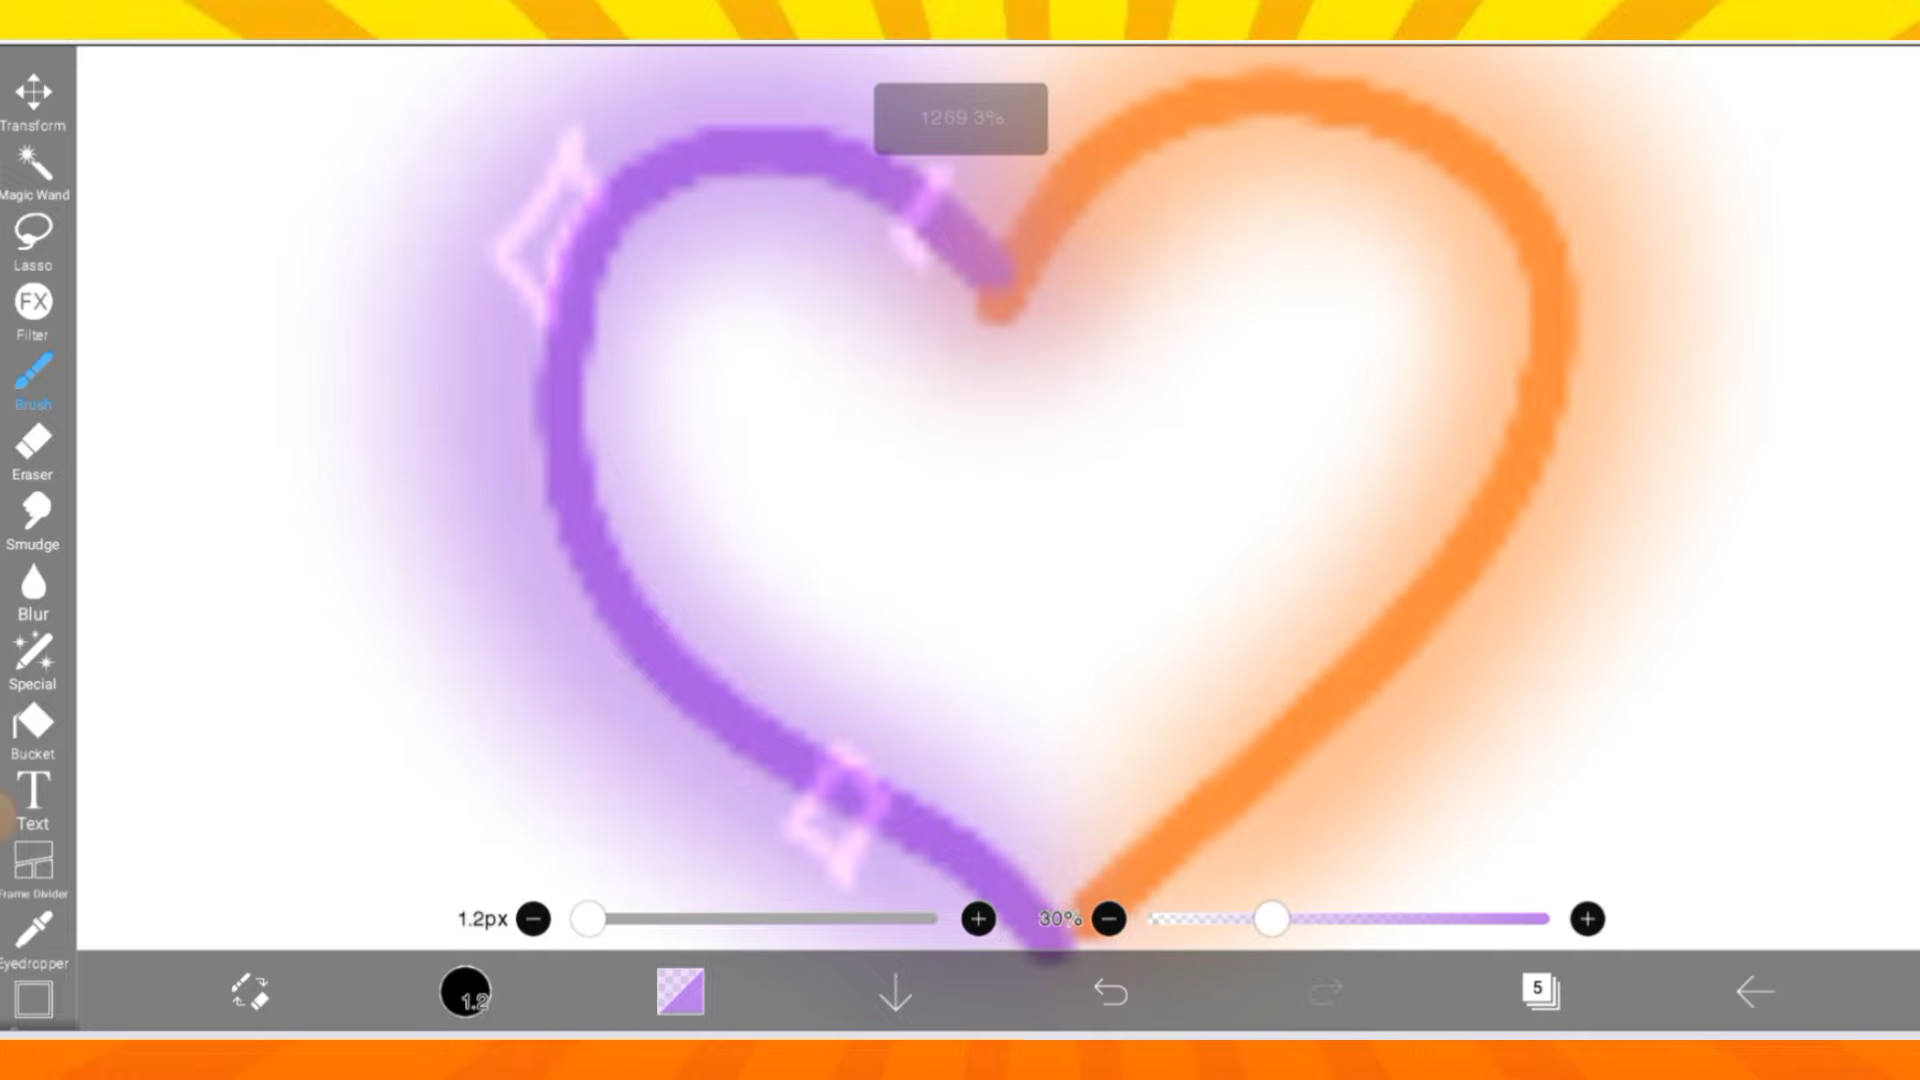 1269.3%
Transform
Magic Wand
Lasso
FX
Filter
Brush
Eraser
Smudge
Blur
Special
Bucket
T
Text
Frame Divider
Eyedropper
1.2px
30%
1.2
5